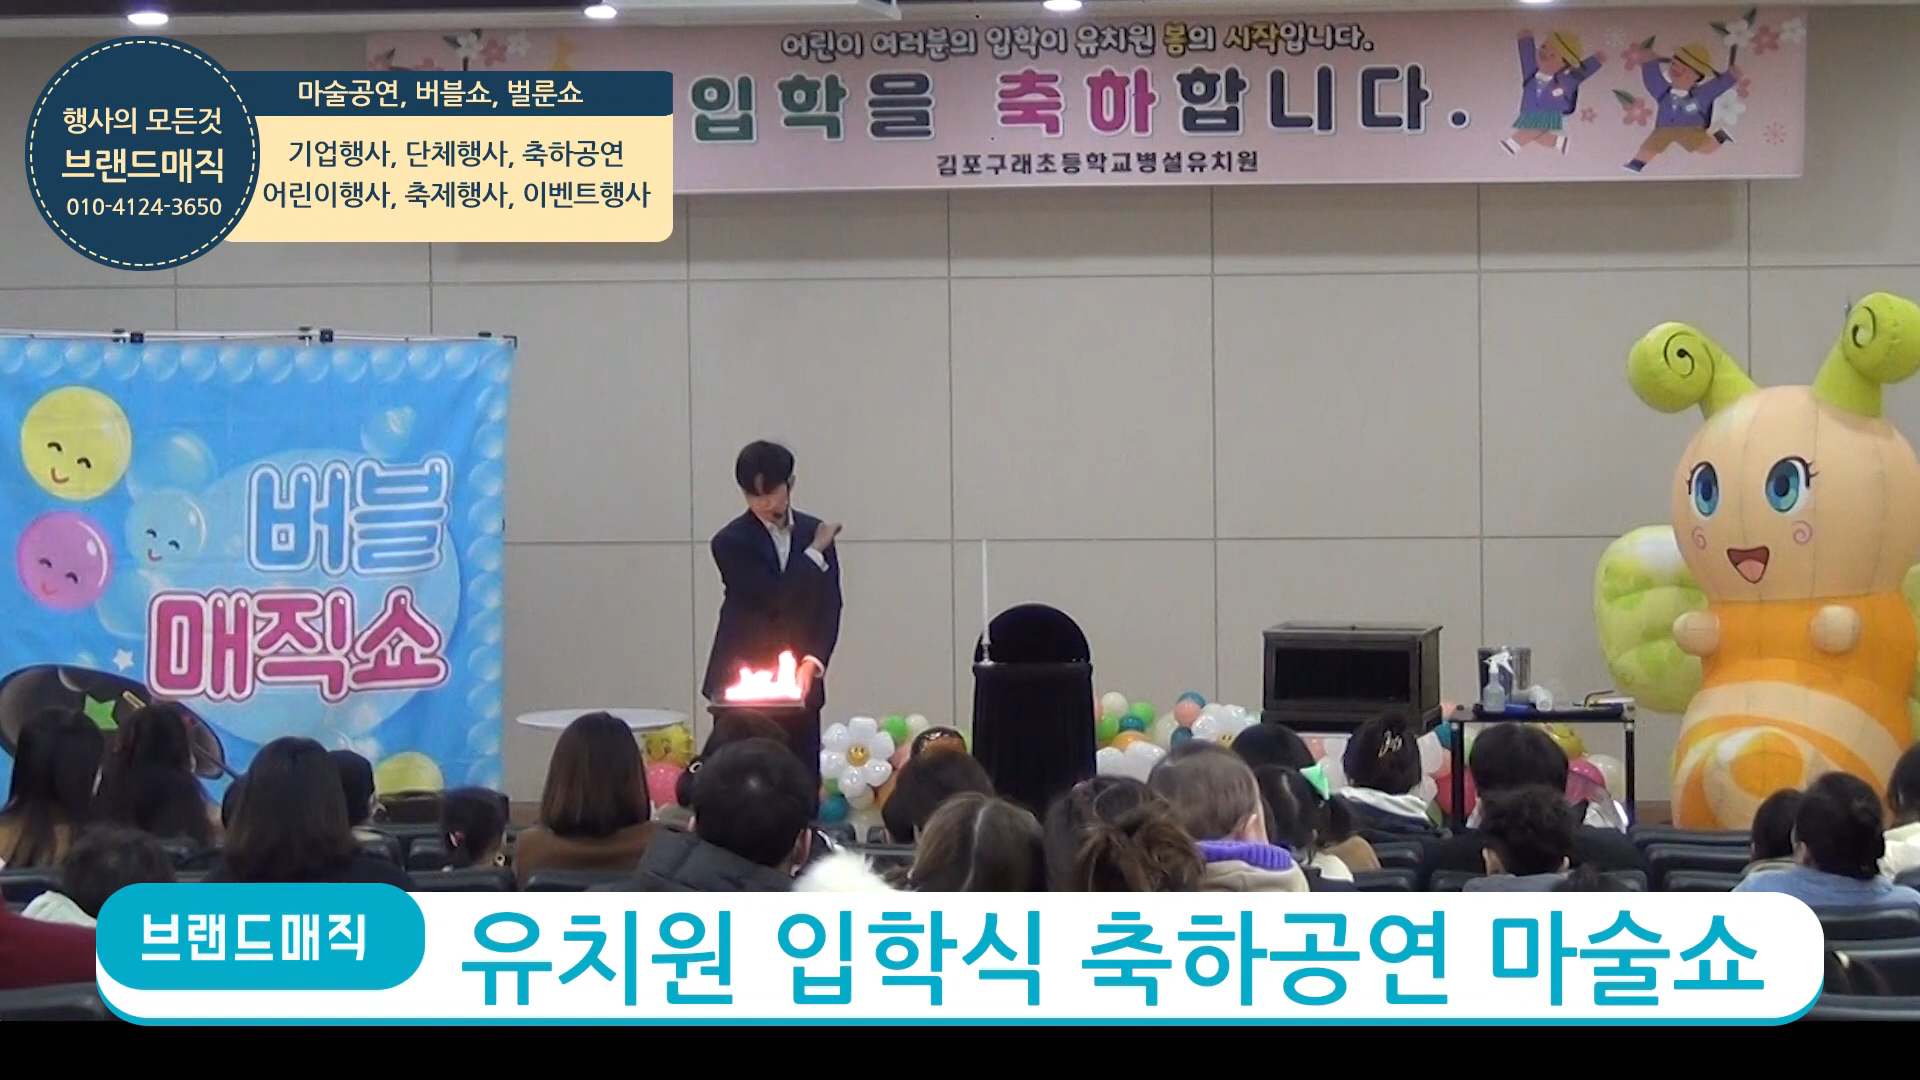 행사의 모든것
브랜드매직
010-4124-3650
마술공연, 버블쇼, 벌룬쇼
기업행사, 단체행사, 축하공연
어린이행사, 축제행사, 이벤트행사
어린이 여러분의 입학이 유치원 봄의 시작입니다.
입학을 축하합니다.
김포구래초등학교병설유치원
버블
매직쇼
브랜드매직
유치원 입학식 축하공연 마술쇼